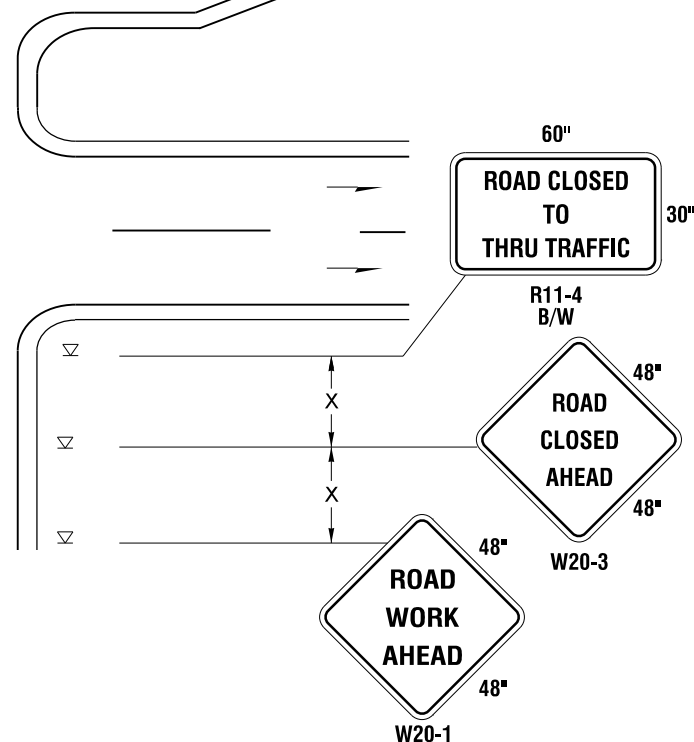 60"
ROAD CLOSED
TO
THRU TRAFFIC
30"
R11-4
B/W
X
ROAD
CLOSED
AHEAD
48"
48"
W20-3
X
ROAD
WORK
AHEAD
48"
48"
W20-1